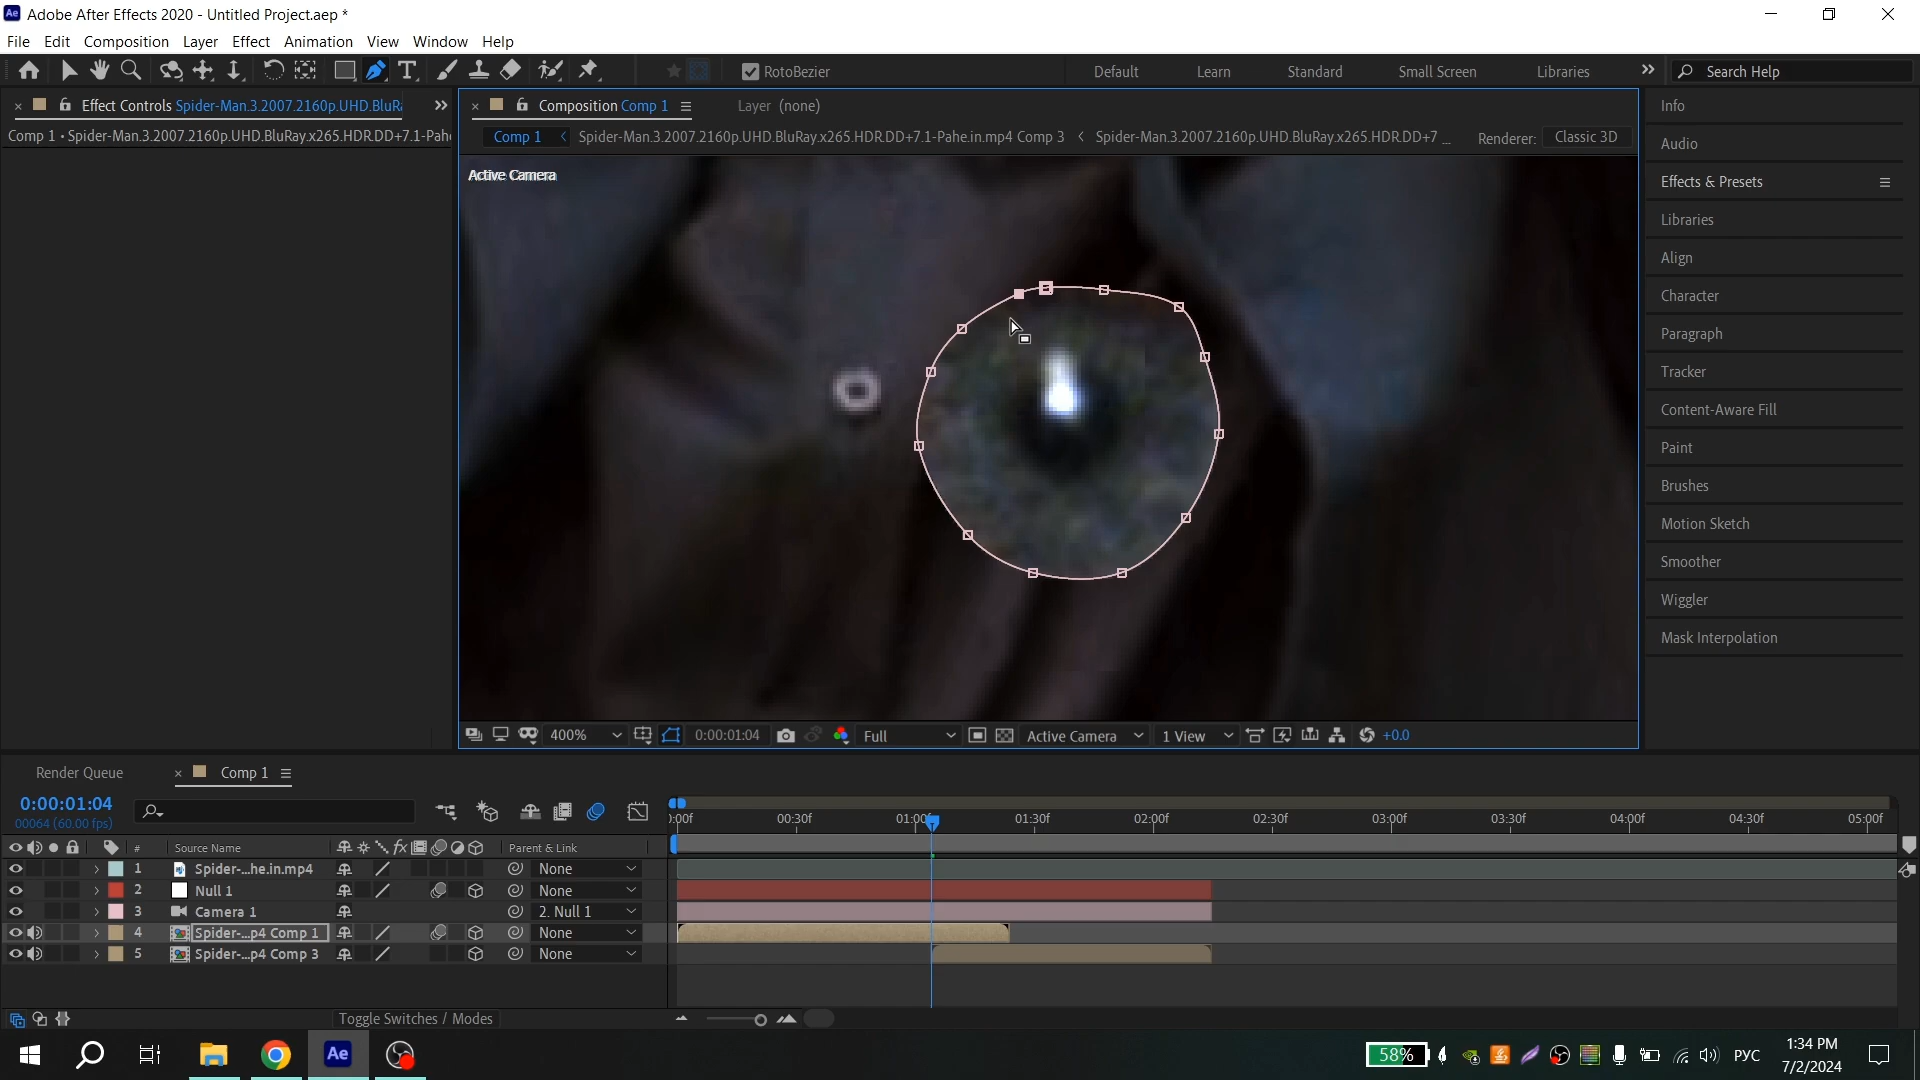 Adobe After Effects 2020 - Untitled Project.aep *
File Edit Composition Layer Effect Animation View Window Help
RotoBezier Default Learn Standard Small Screen Libraries Search Help
Effect Controls Spider-Man.3.2007.2160p.UHD.BluRa
Composition Comp 1 Layer (none)
Comp 1 • Spider-Man.3.2007.2160p.UHD.BluRay.x265.HDR.DD+7.1-Pahe
Comp 1 Spider-Man.3.2007.2160p.UHD.BluRay.x265.HDR.DD+7.1-Pahe.in.mp4 Comp 3 Spider-Man.3.2007.2160p.UHD.BluRay.x265.HDR.DD+7 ... Renderer: Classic 3D
Active Camera
Info
Audio
Effects & Presets
Libraries
Align
Character
Paragraph
Tracker
Content-Aware Fill
Paint
Brushes
Motion Sketch
Smoother
Wiggler
Mask Interpolation
400% 0:00:01:04 Full Active Camera 1 View +0.0
Render Queue Comp 1
0:00:01:04
00064 (60.00 fps)
):00f 00:30f 01:00f 01:30f 02:00f 02:30f 03:00f 03:30f 04:00f 04:30f 05:00f
# Source Name Parent & Link
1 Spider-...he.in.mp4 None
2 Null 1 None
3 Camera 1 2. Null 1
4 Spider-...p4 Comp 1 None
5 Spider-...p4 Comp 3 None
Toggle Switches / Modes
58% РУС 1:34 PM
7/2/2024